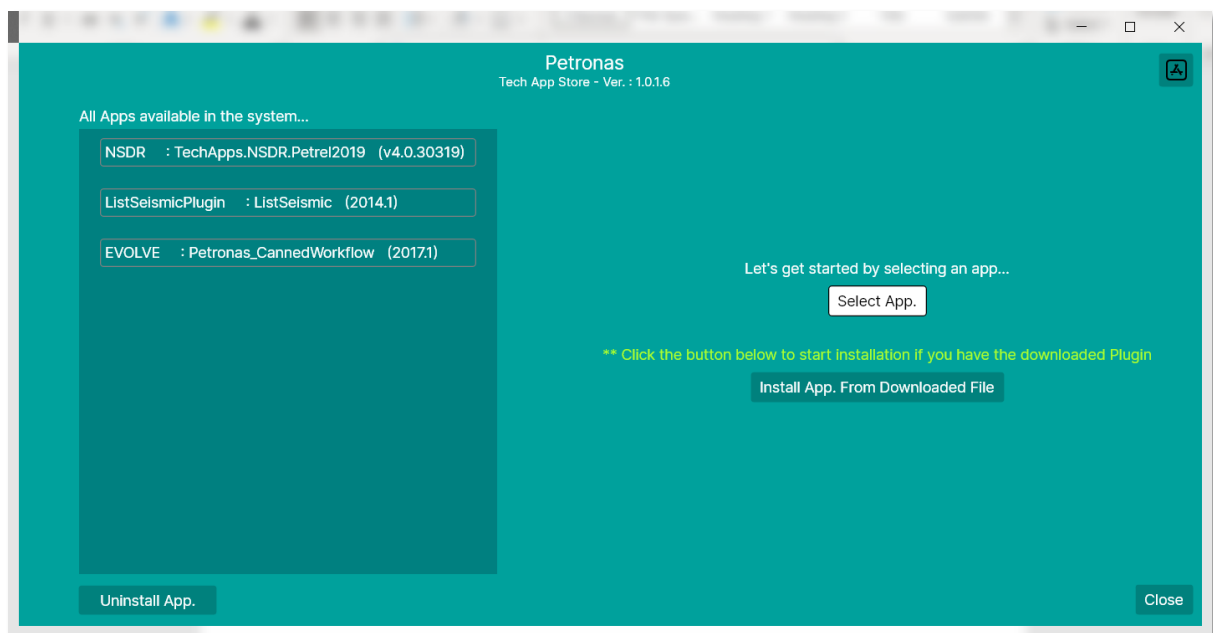 Petronas
Tech App Store - Ver. : 1.0.1.6
All Apps available in the system...
NSDR : TechApps.NSDR.Petrel2019 (v4.0.30319)
ListSeismicPlugin : ListSeismic (2014.1)
EVOLVE : Petronas_CannedWorkflow (2017.1)
Let's get started by selecting an app...
Select App.
** Click the button below to start installation if you have the downloaded Plugin
Install App. From Downloaded File
Uninstall App.
Close